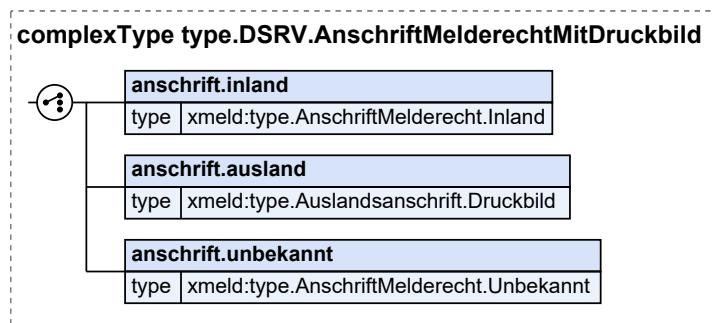 complexType type.DSRV.AnschriftMelderechtMitDruckbild
anschrift.inland
type xmeld:type.AnschriftMelderecht.Inland
anschrift.ausland
type xmeld:type.Auslandsanschrift.Druckbild
anschrift.unbekannt
type xmeld:type.AnschriftMelderecht.Unbekannt